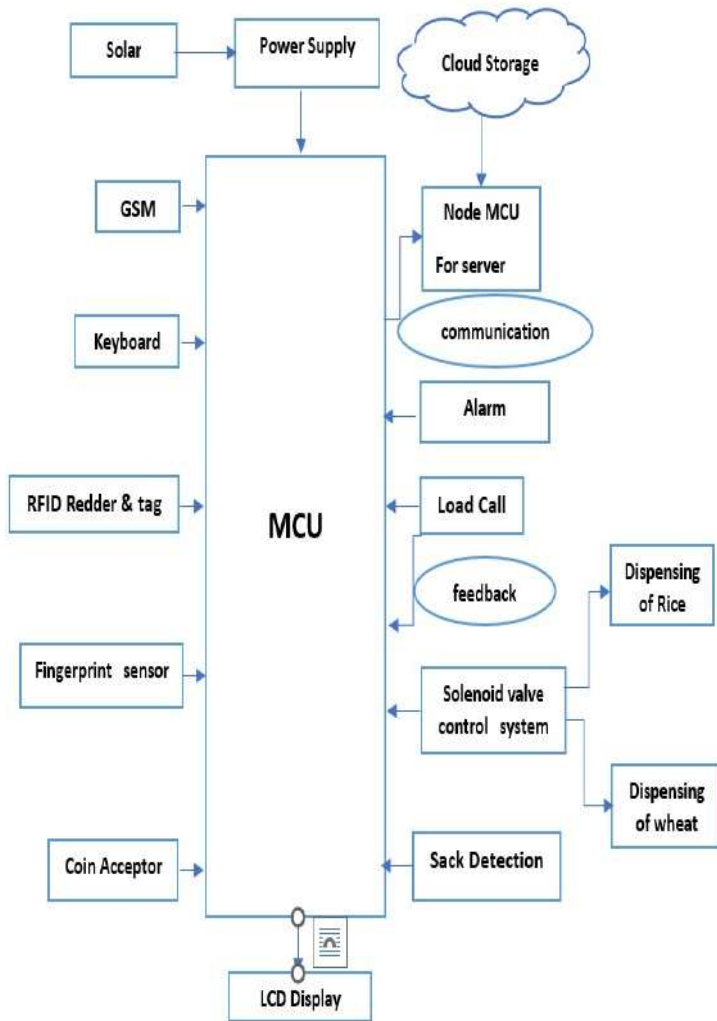 Solar
Power Supply
Cloud Storage
GSM
Node MCU
For server
Keyboard
communication
Alarm
RFID Redder & tag
MCU
Load Call
feedback
Dispensing
of Rice
Fingerprint sensor
Solenoid valve
control system
Dispensing
of wheat
Coin Acceptor
Sack Detection
LCD Display